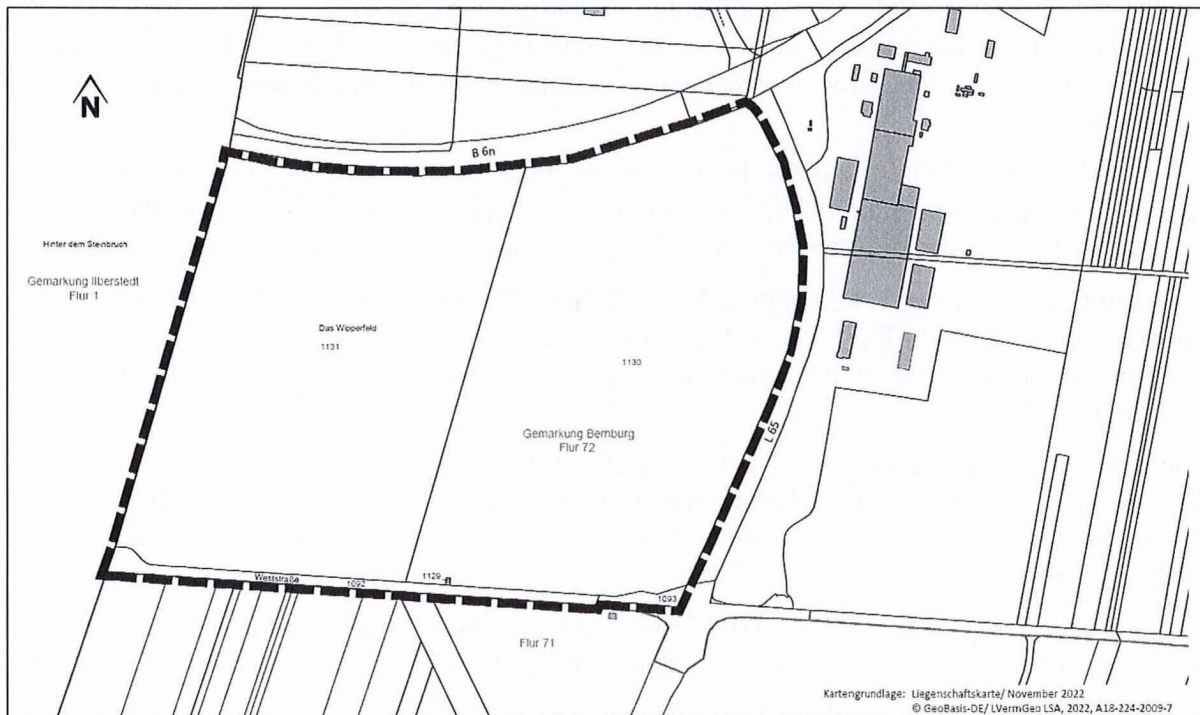 N
B 6n
Hinter dem Steinbruch
Gemarkung Ilberstedt
Flur 1
Das Wipperfeld
1131
1130
Gemarkung Bernburg
Flur 72
L 65
Weststraße
1092
1129
1093
Flur 71
Kartengrundlage: Liegenschaftskarte/ November 2022
© GeoBasis-DE/ LVermGeo LSA, 2022, A18-224-2009-7